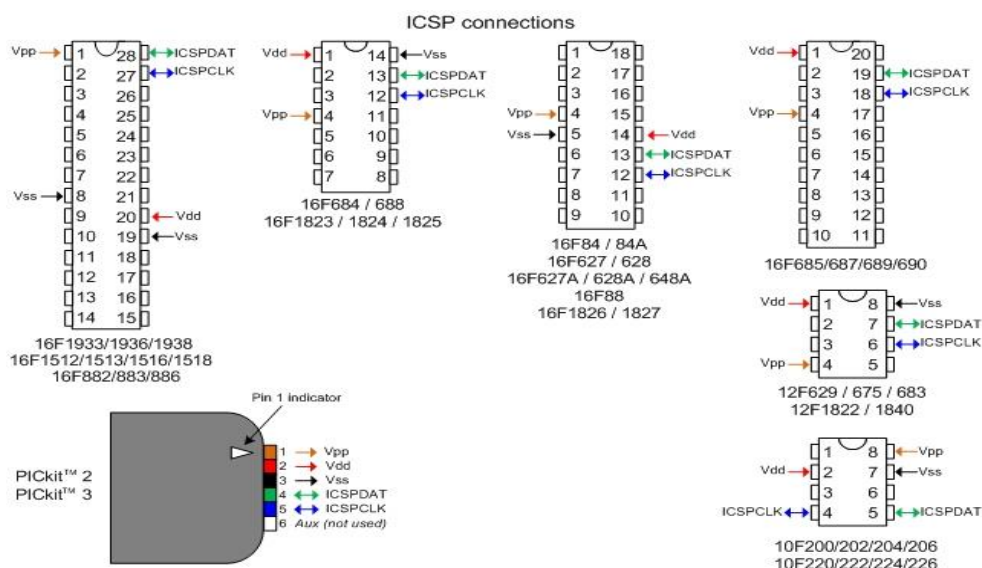 ICSP connections
Vpp 1 28 ICSPDAT
2 27 ICSPCLK
3 26
4 25
5 24
6 23
7 22
Vss 8 21
9 20 Vdd
10 19 Vss
11 18
12 17
13 16
14 15
16F1933/1936/1938
16F1512/1513/1516/1518
16F882/883/886
Vdd 1 14 Vss
2 13 ICSPDAT
3 12 ICSPCLK
Vpp 4 11
5 10
6 9
7 8
16F684 / 688
16F1823 / 1824 / 1825
1 18
2 17
3 16
Vpp 4 15
Vss 5 14 Vdd
6 13 ICSPDAT
7 12 ICSPCLK
8 11
9 10
16F84 / 84A
16F627 / 628
16F627A / 628A / 648A
16F88
16F1826 / 1827
Vdd 1 20
2 19 ICSPDAT
3 18 ICSPCLK
Vpp 4 17
5 16
6 15
7 14
8 13
9 12
10 11
16F685/687/689/690
Vdd 1 8 Vss
2 7 ICSPDAT
3 6 ICSPCLK
Vpp 4 5
12F629 / 675 / 683
12F1822 / 1840
1 8 Vpp
Vdd 2 7 Vss
3 6
ICSPCLK 4 5 ICSPDAT
10F200/202/204/206
10F220/222/224/226
Pin 1 indicator
PICkit™ 2
PICkit™ 3
1 Vpp
2 Vdd
3 Vss
4 ICSPDAT
5 ICSPCLK
6 Aux (not used)